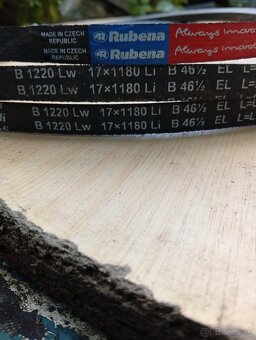 MADE IN CZECH REPUBLIC Rubena Always innova
MADE IN CZECH REPUBLIC Rubena Always innova
B 1220 Lw 17×1180 Li B 46½ EL L=
B 1220 Lw 17×1180 Li B 46½ EL L=
B 1220 Lw 17×1180 Li B 46½ EL L=L
B 1220 Lw 17×1180 Li B 46½ EL L=L